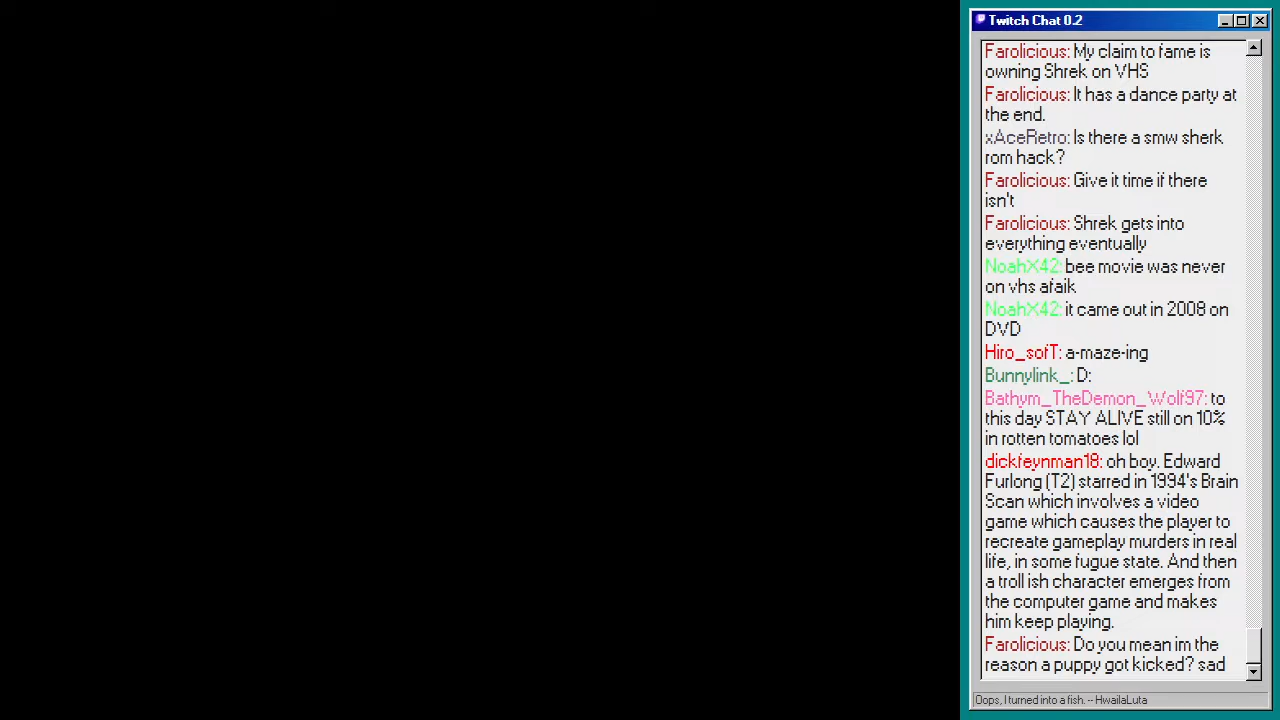 Twitch Chat 0.2
Farolicious: My claim to fame is
owning Shrek on VHS
Farolicious: It has a dance party at
the end.
xAceRetro: Is there a smw sherk
rom hack?
Farolicious: Give it time if there
isn't
Farolicious: Shrek gets into
everything eventually
NoahX42: bee movie was never
on vhs afaik
NoahX42: it came out in 2008 on
DVD
Hiro_sofT: a-maze-ing
Bunnylink_: D:
Bathym_TheDemon_Wolf97: to
this day STAY ALIVE still on 10%
in rotten tomatoes lol
dickfeynman18: oh boy. Edward
Furlong (T2) starred in 1994's Brain
Scan which involves a video
game which causes the player to
recreate gameplay murders in real
life, in some fugue state. And then
a troll ish character emerges from
the computer game and makes
him keep playing.
Farolicious: Do you mean im the
reason a puppy got kicked? sad
Oops, I turned into a fish. -- HwailaLuta